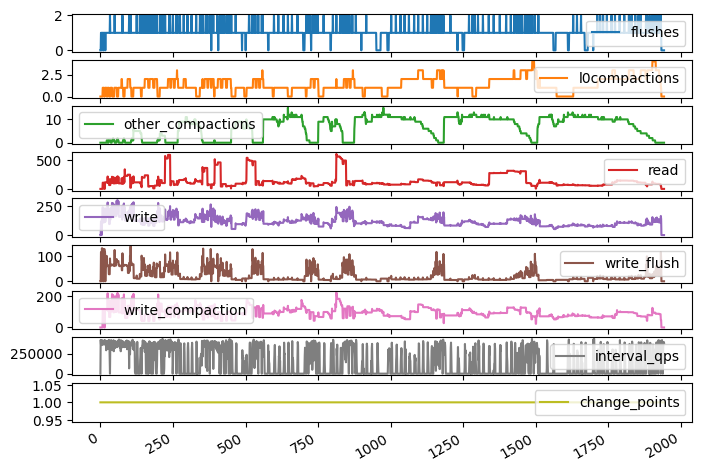 2
0
flushes
2.5
0.0
l0compactions
10
0
other_compactions
500
0
read
250
0
write
100
0
write_flush
200
0
write_compaction
250000
0
interval_qps
1.05
1.00
0.95
change_points
0 250 500 750 1000 1250 1500 1750 2000